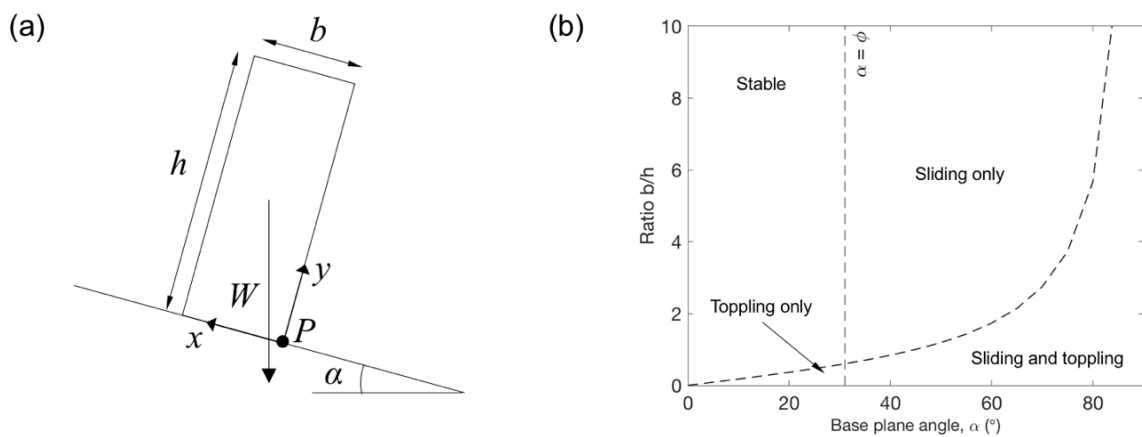 (a)
b
h
W
y
x
P
α
(b)
10
8
6
4
2
0
Ratio b/h
Stable
α = ϕ
Sliding only
Toppling only
Sliding and toppling
0 20 40 60 80
Base plane angle, α (°)